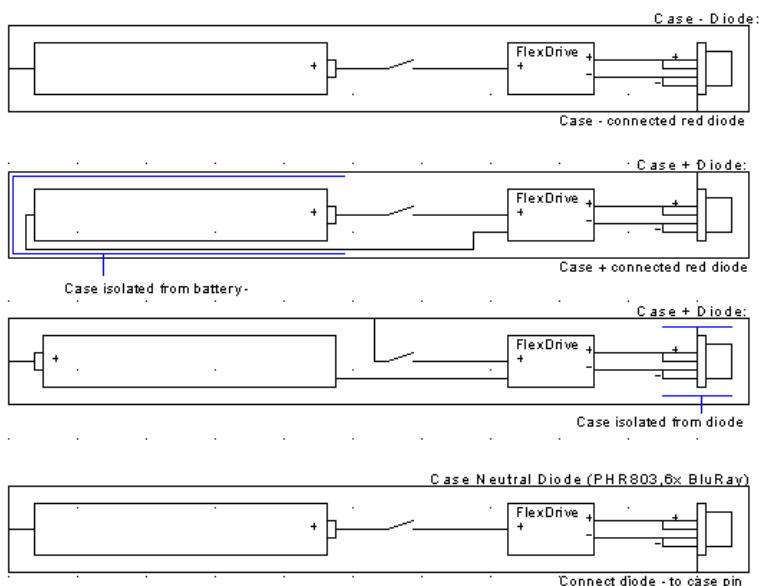 Case - Diode:
FlexDrive
+ + + -
-
Case - connected red diode
Case + Diode:
FlexDrive
+ + + -
-
Case + connected red diode
Case isolated from battery-
Case + Diode:
FlexDrive
+ + + + -
-
Case isolated from diode
Case Neutral Diode (PHR803,6x BluRay)
FlexDrive
+ + + -
-
Connect diode - to case pin